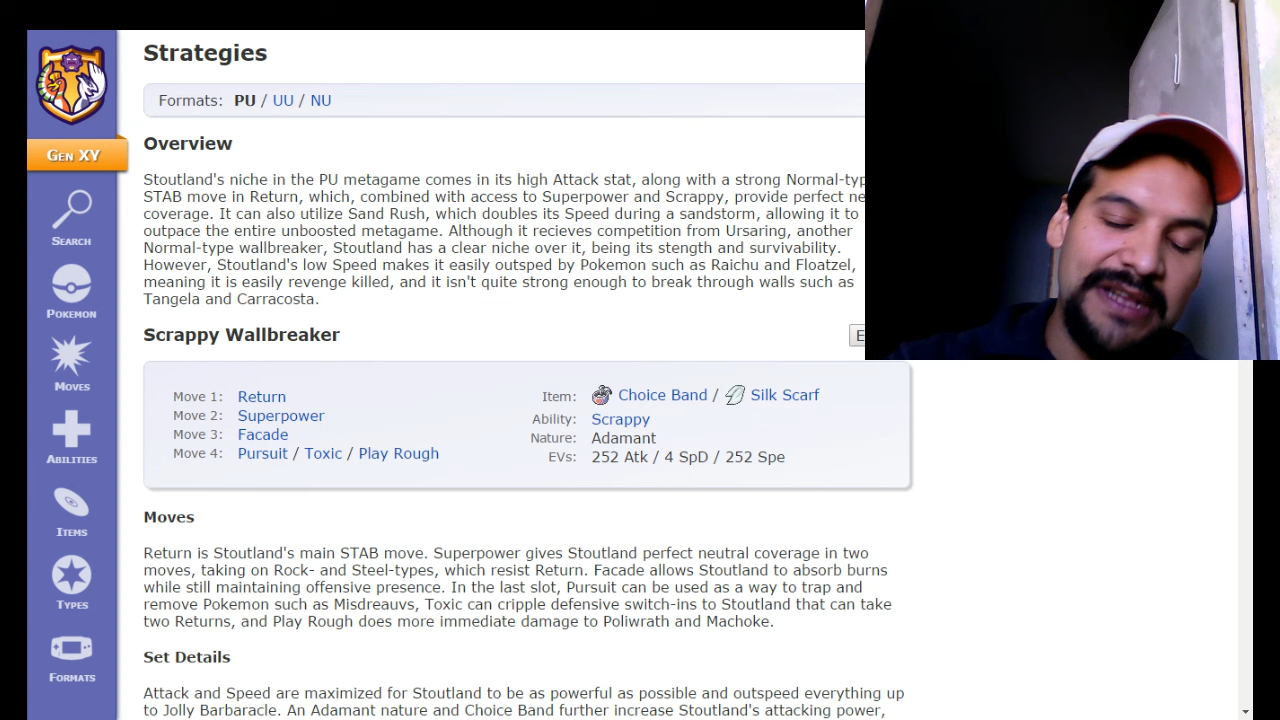 Strategies
Formats: PU / UU / NU
Overview
GEN XY
Stoutland's niche in the PU metagame comes in its high Attack stat, along with a strong Normal-typ
STAB move in Return, which, combined with access to Superpower and Scrappy, provide perfect ne
coverage. It can also utilize Sand Rush, which doubles its Speed during a sandstorm, allowing it to
outpace the entire unboosted metagame. Although it recieves competition from Ursaring, another
Normal-type wallbreaker, Stoutland has a clear niche over it, being its stength and survivability.
However, Stoutland's low Speed makes it easily outsped by Pokemon such as Raichu and Floatzel,
meaning it is easily revenge killed, and it isn't quite strong enough to break through walls such as
Tangela and Carracosta.
SEARCH
POKEMON
MOVES
ABILITIES
ITEMS
TYPES
FORMATS
Scrappy Wallbreaker
E
Move 1: Return
Move 2: Superpower
Move 3: Facade
Move 4: Pursuit / Toxic / Play Rough
Item: Choice Band / Silk Scarf
Ability: Scrappy
Nature: Adamant
EVs: 252 Atk / 4 SpD / 252 Spe
Moves
Return is Stoutland's main STAB move. Superpower gives Stoutland perfect neutral coverage in two
moves, taking on Rock- and Steel-types, which resist Return. Facade allows Stoutland to absorb burns
while still maintaining offensive presence. In the last slot, Pursuit can be used as a way to trap and
remove Pokemon such as Misdreauvs, Toxic can cripple defensive switch-ins to Stoutland that can take
two Returns, and Play Rough does more immediate damage to Poliwrath and Machoke.
Set Details
Attack and Speed are maximized for Stoutland to be as powerful as possible and outspeed everything up
to Jolly Barbaracle. An Adamant nature and Choice Band further increase Stoutland's attacking power,